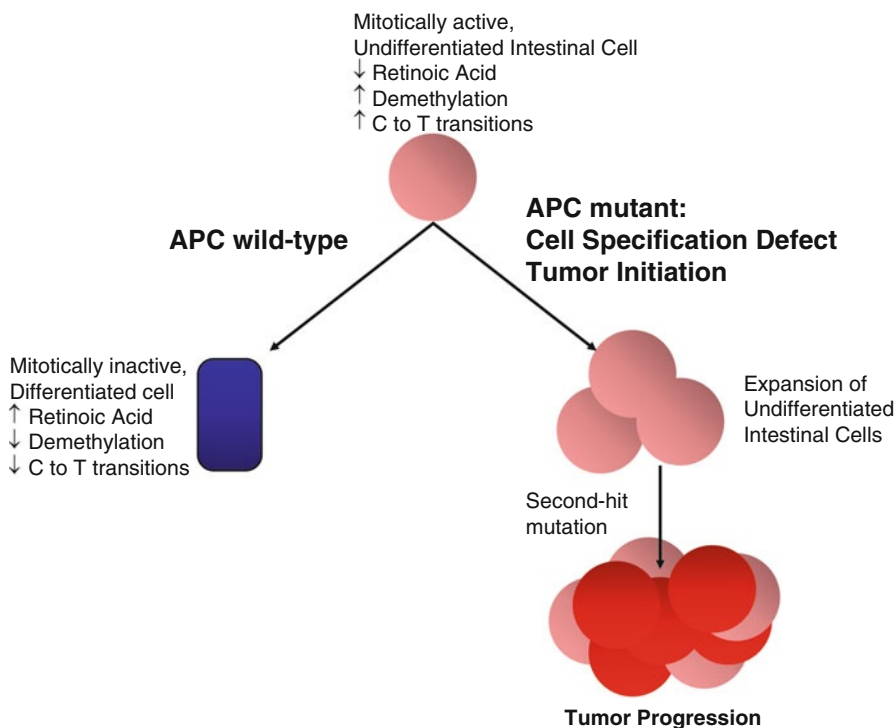 Mitotically active,
Undifferentiated Intestinal Cell
↓ Retinoic Acid
↑ Demethylation
↑ C to T transitions
APC wild-type
APC mutant:
Cell Specification Defect
Tumor Initiation
Mitotically inactive,
Differentiated cell
↑ Retinoic Acid
↓ Demethylation
↓ C to T transitions
Expansion of
Undifferentiated
Intestinal Cells
Second-hit
mutation
Tumor Progression